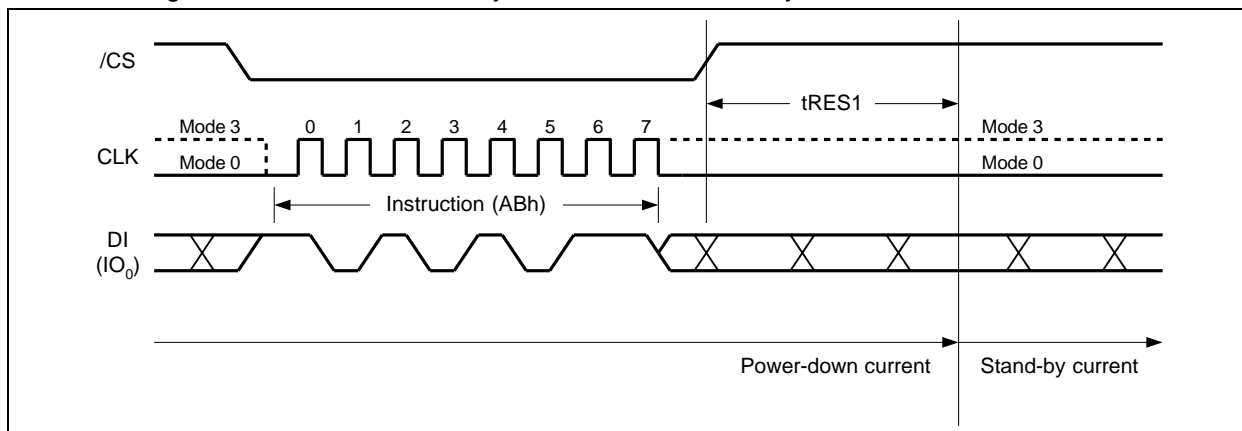 /CS
tRES1
Mode 3 0 1 2 3 4 5 6 7 Mode 3
CLK
Mode 0 Mode 0
Instruction (ABh)
DI
(IO0)
Power-down current Stand-by current